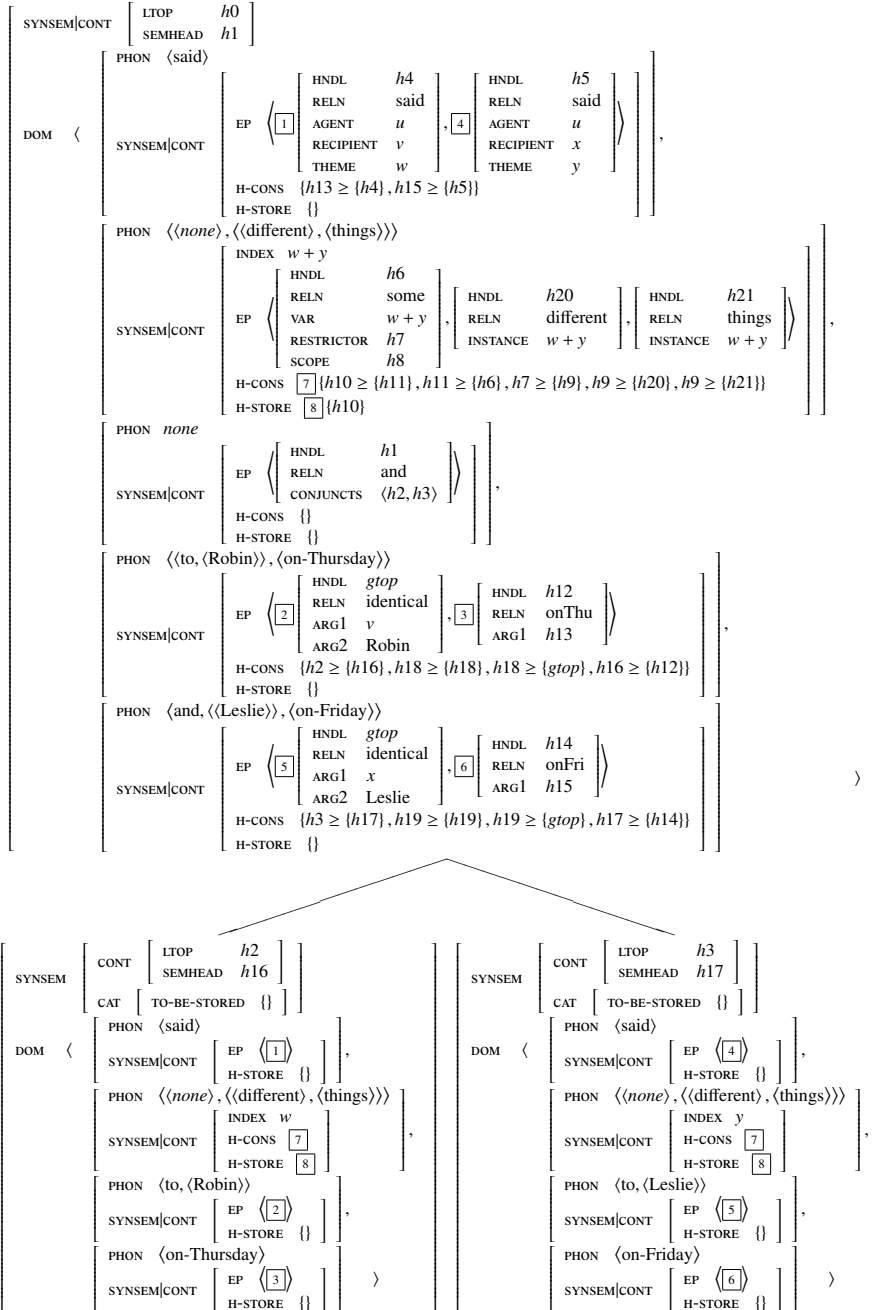 SYNSEM|CONT [ LTOP h0
SEMHEAD h1 ]
DOM ⟨
PHON ⟨said⟩
SYNSEM|CONT
EP ⟨ [1] [ HNDL h4 ] , [4] [ HNDL h5 ] ⟩
RELN said RELN said
AGENT u AGENT u
RECIPIENT v RECIPIENT x
THEME w THEME y
H-CONS {h13 ≥ {h4} , h15 ≥ {h5}}
H-STORE {}
PHON ⟨⟨none⟩ , ⟨⟨different⟩ , ⟨things⟩⟩⟩
SYNSEM|CONT
INDEX w + y
EP ⟨ [ HNDL h6 ] , [ HNDL h20 ] , [ HNDL h21 ] ⟩
RELN some RELN different RELN things
VAR w + y INSTANCE w + y INSTANCE w + y
RESTRICTOR h7
SCOPE h8
H-CONS [7] {h10 ≥ {h11} , h11 ≥ {h6} , h7 ≥ {h9} , h9 ≥ {h20} , h9 ≥ {h21}}
H-STORE [8] {h10}
PHON none
SYNSEM|CONT
EP ⟨ [ HNDL h1
RELN and
CONJUNCTS ⟨h2, h3⟩ ] ⟩
H-CONS {}
H-STORE {}
PHON ⟨⟨to, ⟨Robin⟩⟩ , ⟨on-Thursday⟩⟩
SYNSEM|CONT
EP ⟨ [2] [ HNDL gtop ] , [3] [ HNDL h12 ] ⟩
RELN identical RELN onThu
ARG1 v ARG1 h13
ARG2 Robin
H-CONS {h2 ≥ {h16} , h18 ≥ {h18} , h18 ≥ {gtop} , h16 ≥ {h12}}
H-STORE {}
PHON ⟨and, ⟨⟨Leslie⟩⟩ , ⟨on-Friday⟩⟩
SYNSEM|CONT
EP ⟨ [5] [ HNDL gtop ] , [6] [ HNDL h14 ] ⟩
RELN identical RELN onFri
ARG1 x ARG1 h15
ARG2 Leslie
H-CONS {h3 ≥ {h17} , h19 ≥ {h19} , h19 ≥ {gtop} , h17 ≥ {h14}}
H-STORE {}
⟩
SYNSEM
CONT [ LTOP h2
SEMHEAD h16 ]
CAT [ TO-BE-STORED {} ]
DOM ⟨
PHON ⟨said⟩
SYNSEM|CONT [ EP ⟨[1]⟩
H-STORE {} ] ,
PHON ⟨⟨none⟩ , ⟨⟨different⟩ , ⟨things⟩⟩⟩
SYNSEM|CONT [ INDEX w
H-CONS [7]
H-STORE [8] ] ,
PHON ⟨to, ⟨Robin⟩⟩
SYNSEM|CONT [ EP ⟨[2]⟩
H-STORE {} ] ,
PHON ⟨on-Thursday⟩
SYNSEM|CONT [ EP ⟨[3]⟩
H-STORE {} ] ⟩
SYNSEM
CONT [ LTOP h3
SEMHEAD h17 ]
CAT [ TO-BE-STORED {} ]
DOM ⟨
PHON ⟨said⟩
SYNSEM|CONT [ EP ⟨[4]⟩
H-STORE {} ] ,
PHON ⟨⟨none⟩ , ⟨⟨different⟩ , ⟨things⟩⟩⟩
SYNSEM|CONT [ INDEX y
H-CONS [7]
H-STORE [8] ] ,
PHON ⟨to, ⟨Leslie⟩⟩
SYNSEM|CONT [ EP ⟨[5]⟩
H-STORE {} ] ,
PHON ⟨on-Friday⟩
SYNSEM|CONT [ EP ⟨[6]⟩
H-STORE {} ] ⟩